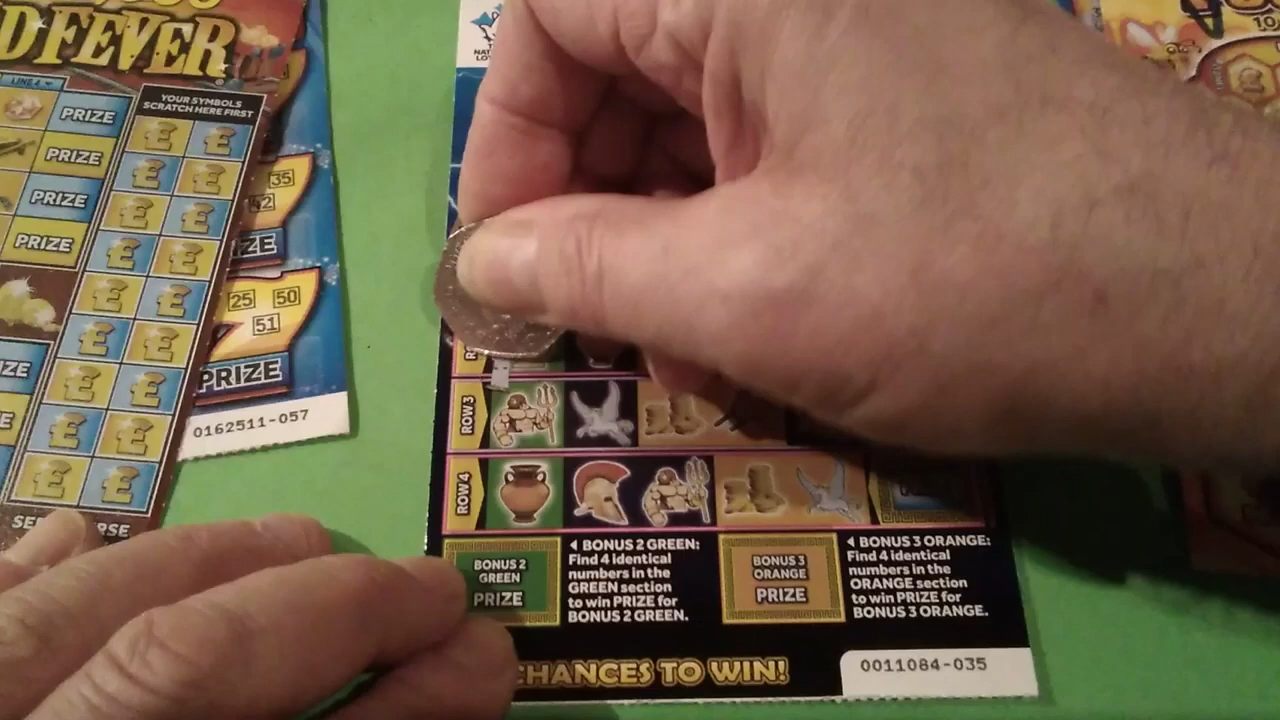 D FEVER
LINE 4
YOUR SYMBOLS
SCRATCH HERE FIRST
PRIZE
PRIZE
PRIZE
PRIZE
£ £
£ £
£ £
£ £
£ £
£ £
£ £
£ £
£ £
35
42
ZE
25 50
51
PRIZE
0162511-057
ZE
ROW 3
ROW 4
BONUS 2
GREEN
PRIZE
◀ BONUS 2 GREEN:
Find 4 identical
numbers in the
GREEN section
to win PRIZE for
BONUS 2 GREEN.
BONUS 3
ORANGE
PRIZE
◀ BONUS 3 ORANGE:
Find 4 identical
numbers in the
ORANGE section
to win PRIZE for
BONUS 3 ORANGE.
CHANCES TO WIN!
0011084-035
10